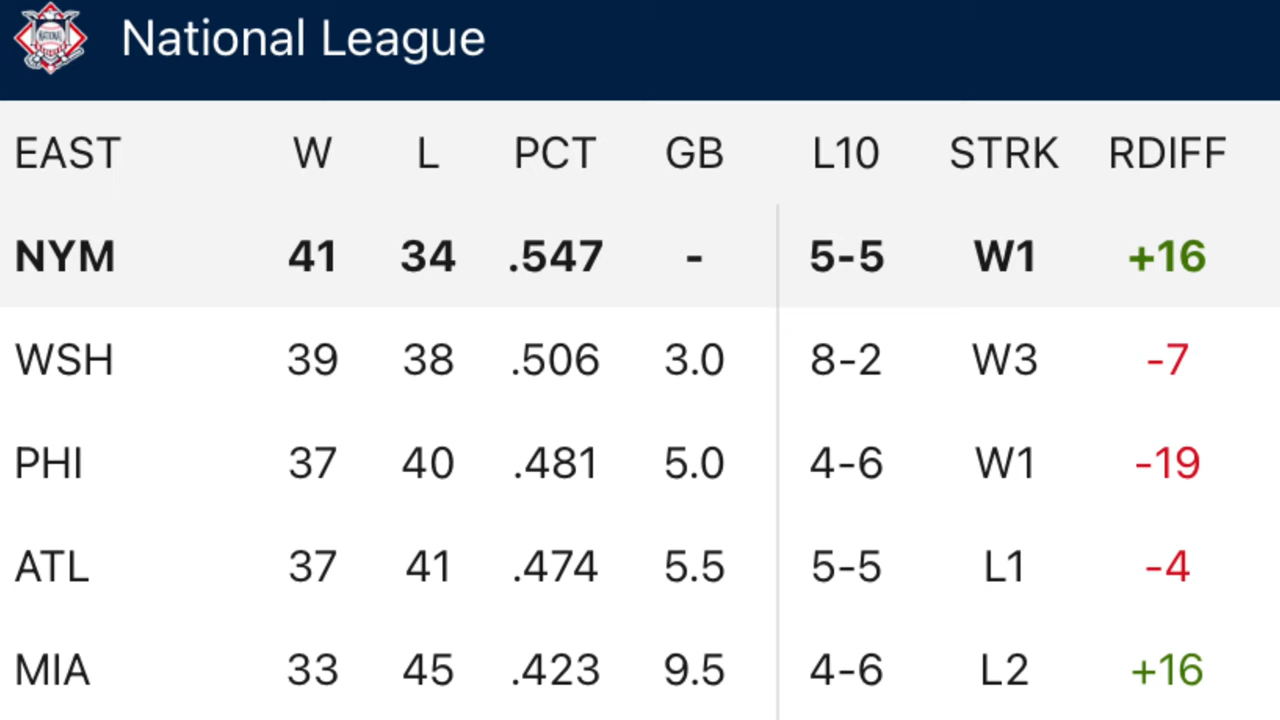 National League
EAST W L PCT GB L10 STRK RDIFF
NYM 41 34 .547 - 5-5 W1 +16
WSH 39 38 .506 3.0 8-2 W3 -7
PHI 37 40 .481 5.0 4-6 W1 -19
ATL 37 41 .474 5.5 5-5 L1 -4
MIA 33 45 .423 9.5 4-6 L2 +16